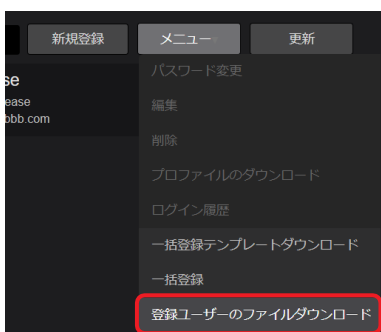 新規登録 メニュー 更新
se
ease
bbb.com
パスワード変更
編集
削除
プロファイルのダウンロード
ログイン履歴
一括登録テンプレートダウンロード
一括登録
登録ユーザーのファイルダウンロード